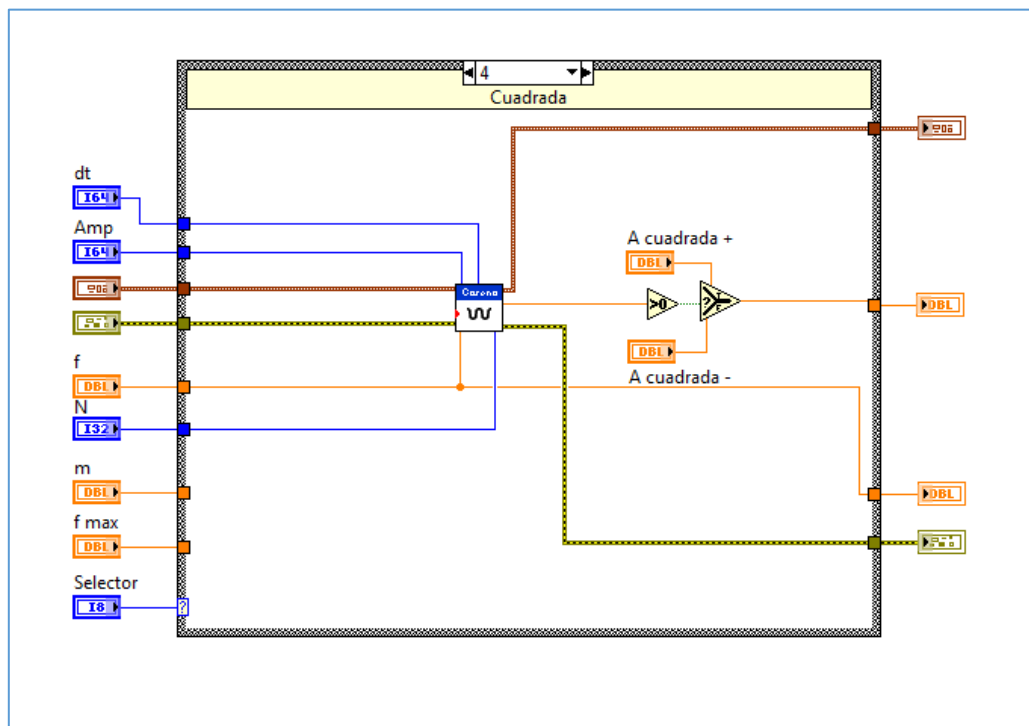 4
Cuadrada
dt
I64
Amp
I64
f
DBL
N
I32
m
DBL
f max
DBL
Selector
I8
?
A cuadrada +
DBL
>0
?
F
DBL
A cuadrada -
DBL
DBL